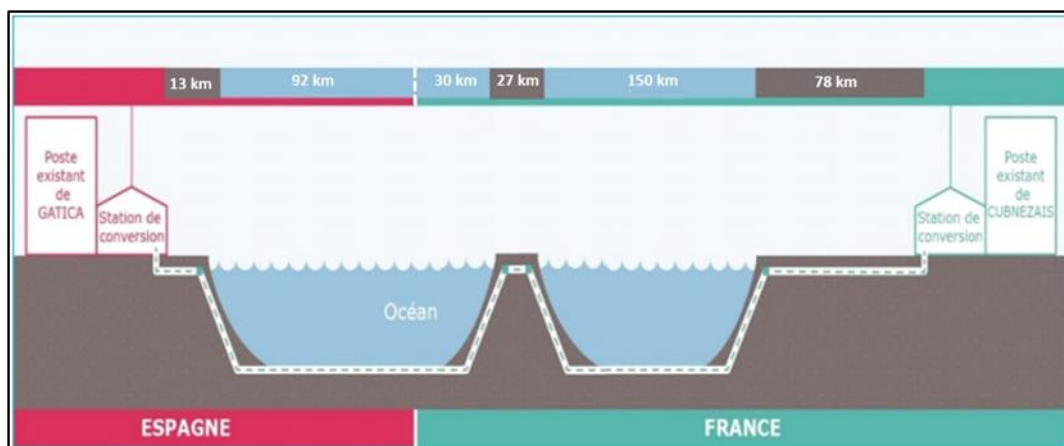 13 km
92 km
30 km
27 km
150 km
78 km
Poste
existant
de
GATICA
Station de
conversion
Océan
Station de
conversion
Poste
existant de
CUBNEZAIS
ESPAGNE
FRANCE